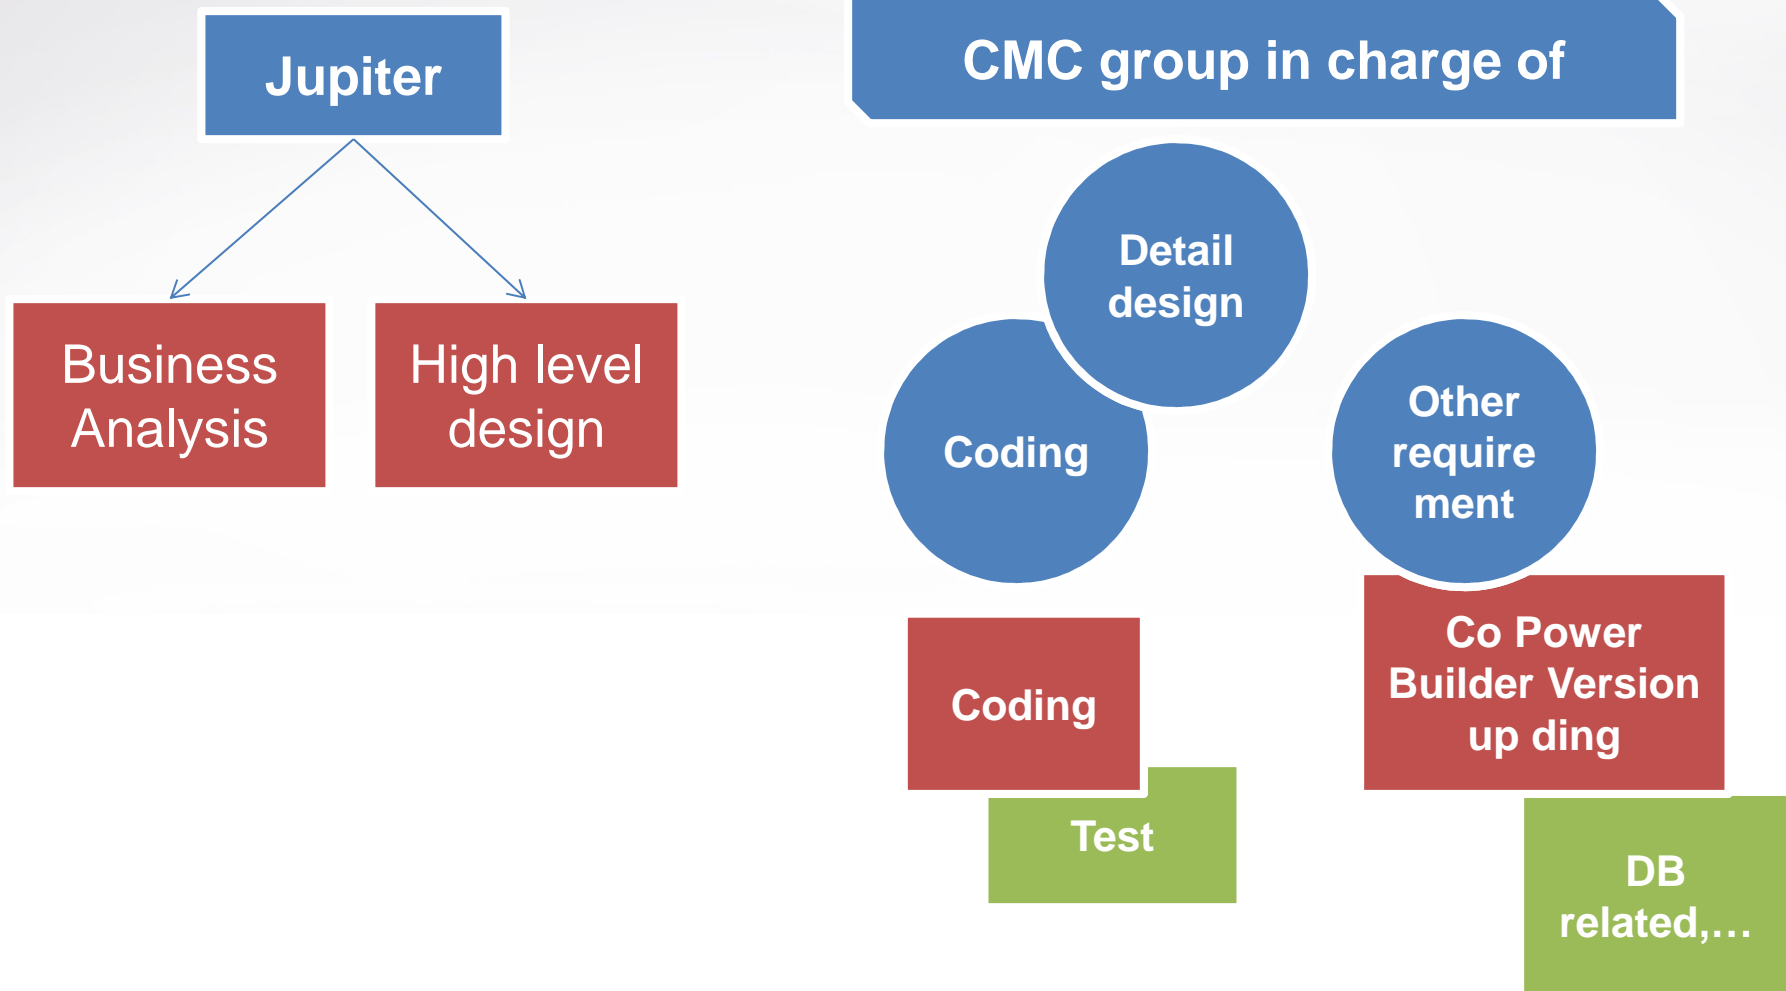 Jupiter
Business
Analysis
High level
design
CMC group in charge of
Detail
design
Coding
Other
require
ment
Coding
Test
Co Power
Builder Version
up ding
DB
related,…